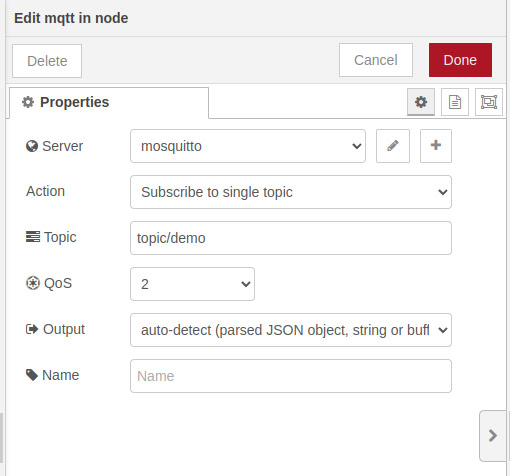 Edit mqtt in node
Delete
Cancel
Done
Properties
Server
mosquitto
Action
Subscribe to single topic
Topic
topic/demo
QoS
2
Output
auto-detect (parsed JSON object, string or buff
Name
Name